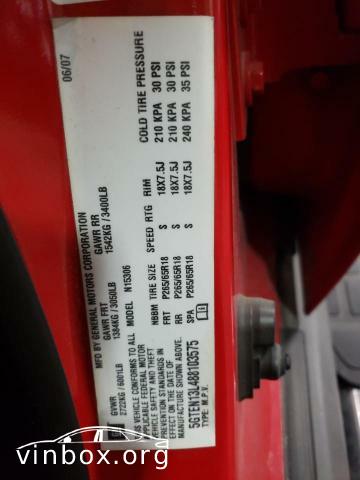 MFD BY GENERAL MOTORS CORPORATION
06/07
GVWR GAWR FRT GAWR RR
2722KG / 6001LB 1384KG / 3050LB 1542KG / 3400LB
THIS VEHICLE CONFORMS TO ALL
APPLICABLE FEDERAL MOTOR
VEHICLE SAFETY AND THEFT
PREVENTION STANDARDS IN
EFFECT ON THE DATE OF
MANUFACTURE SHOWN ABOVE.
5GTEN13L488103575
TYPE: M.P.V.
MODEL N15306
NBBM TIRE SIZE SPEED RTG RIM COLD TIRE PRESSURE
FRT P265/65R18 S 18X7.5J 210 KPA 30 PSI
RR P265/65R18 S 18X7.5J 210 KPA 30 PSI
SPA P265/65R18 S 18X7.5J 240 KPA 35 PSI
vinbox.org